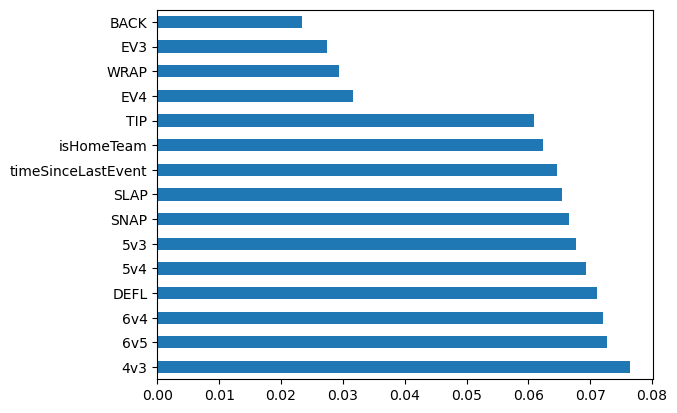 BACK
EV3
WRAP
EV4
TIP
isHomeTeam
timeSinceLastEvent
SLAP
SNAP
5v3
5v4
DEFL
6v4
6v5
4v3
0.00 0.01 0.02 0.03 0.04 0.05 0.06 0.07 0.08